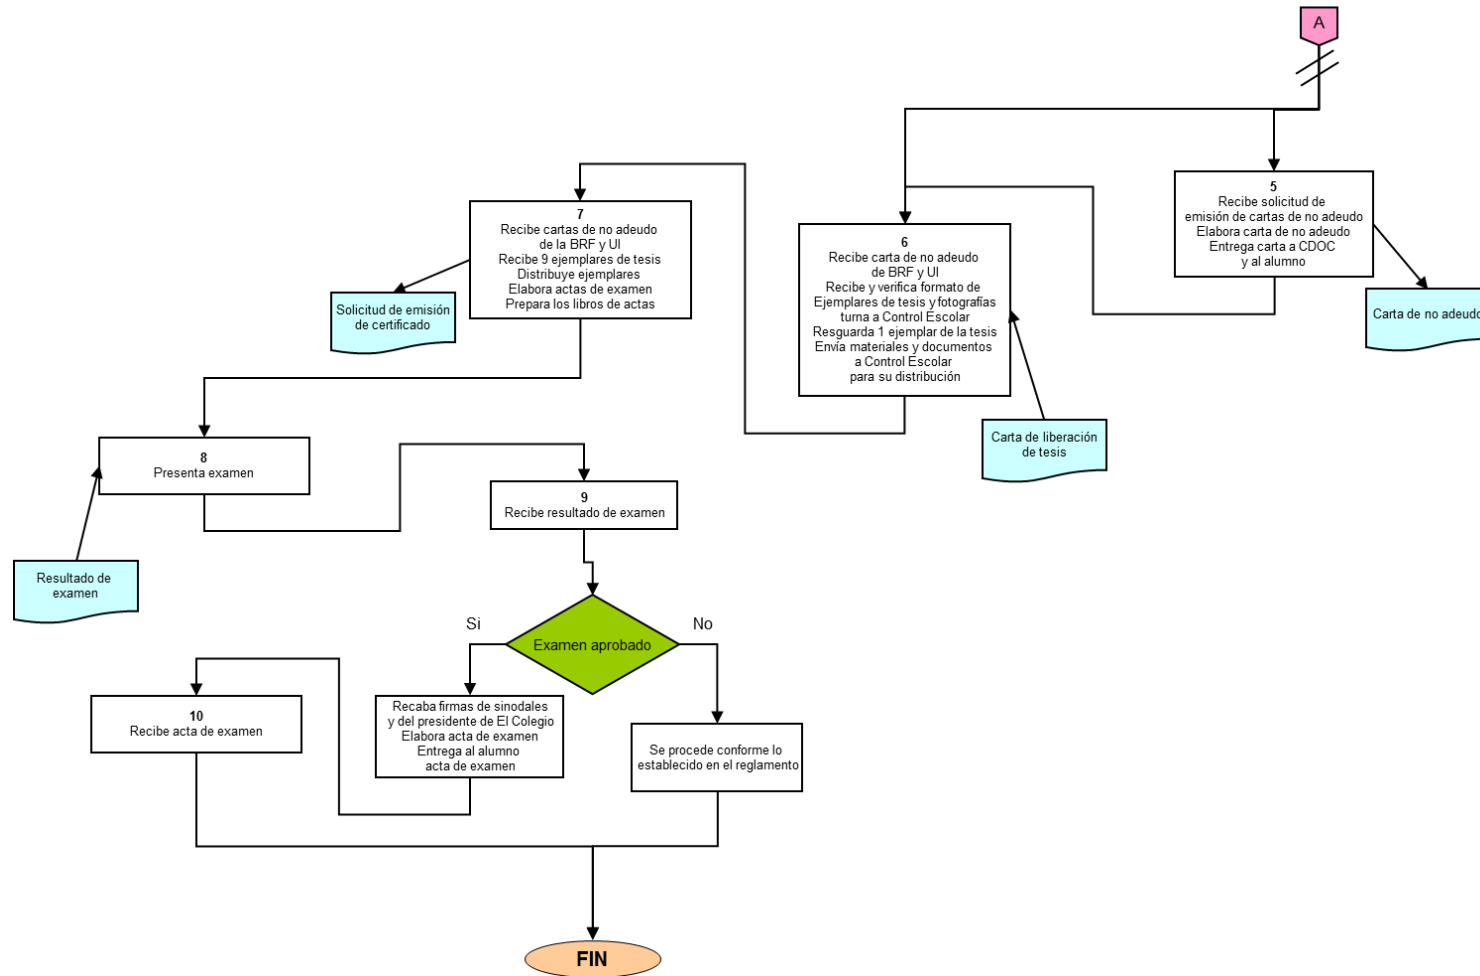 A
5
Recibe solicitud de
emisión de cartas de no adeudo
Elabora carta de no adeudo
Entrega carta a CDOC
y al alumno
Carta de no adeudo
6
Recibe carta de no adeudo
de BRF y UI
Recibe y verifica formato de
Ejemplares de tesis y fotografías
turna a Control Escolar
Resguarda 1 ejemplar de la tesis
Envía materiales y documentos
a Control Escolar
para su distribución
Carta de liberación
de tesis
7
Recibe cartas de no adeudo
de la BRF y UI
Recibe 9 ejemplares de tesis
Distribuye ejemplares
Elabora actas de examen
Prepara los libros de actas
Solicitud de emisión
de certificado
8
Presenta examen
Resultado de
examen
9
Recibe resultado de examen
Examen aprobado
Si
No
Recaba firmas de sinodales
y del presidente de El Colegio
Elabora acta de examen
Entrega al alumno
acta de examen
Se procede conforme lo
establecido en el reglamento
10
Recibe acta de examen
FIN